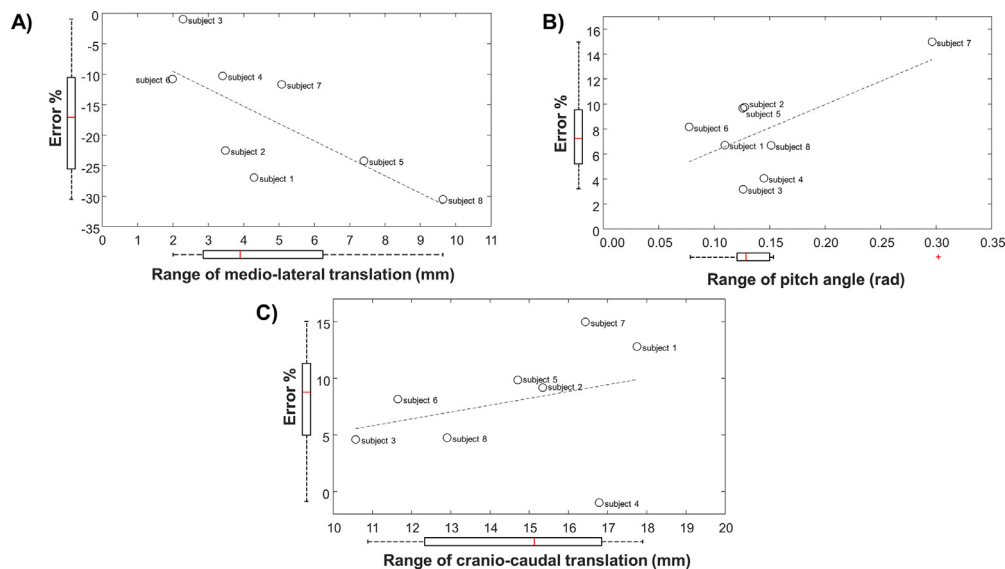 A)
Error %
0
-5
-10
-15
-20
-25
-30
-35
subject 3
subject 6
subject 4
subject 7
subject 2
subject 5
subject 1
subject 8
0 1 2 3 4 5 6 7 8 9 10 11
Range of medio-lateral translation (mm)
B)
Error %
16
14
12
10
8
6
4
2
0
subject 7
subject 2
subject 5
subject 6
subject 1
subject 8
subject 4
subject 3
0.00 0.05 0.10 0.15 0.20 0.25 0.30 0.35
Range of pitch angle (rad)
C)
Error %
15
10
5
0
subject 7
subject 1
subject 5
subject 2
subject 6
subject 3
subject 8
subject 4
10 11 12 13 14 15 16 17 18 19 20
Range of cranio-caudal translation (mm)